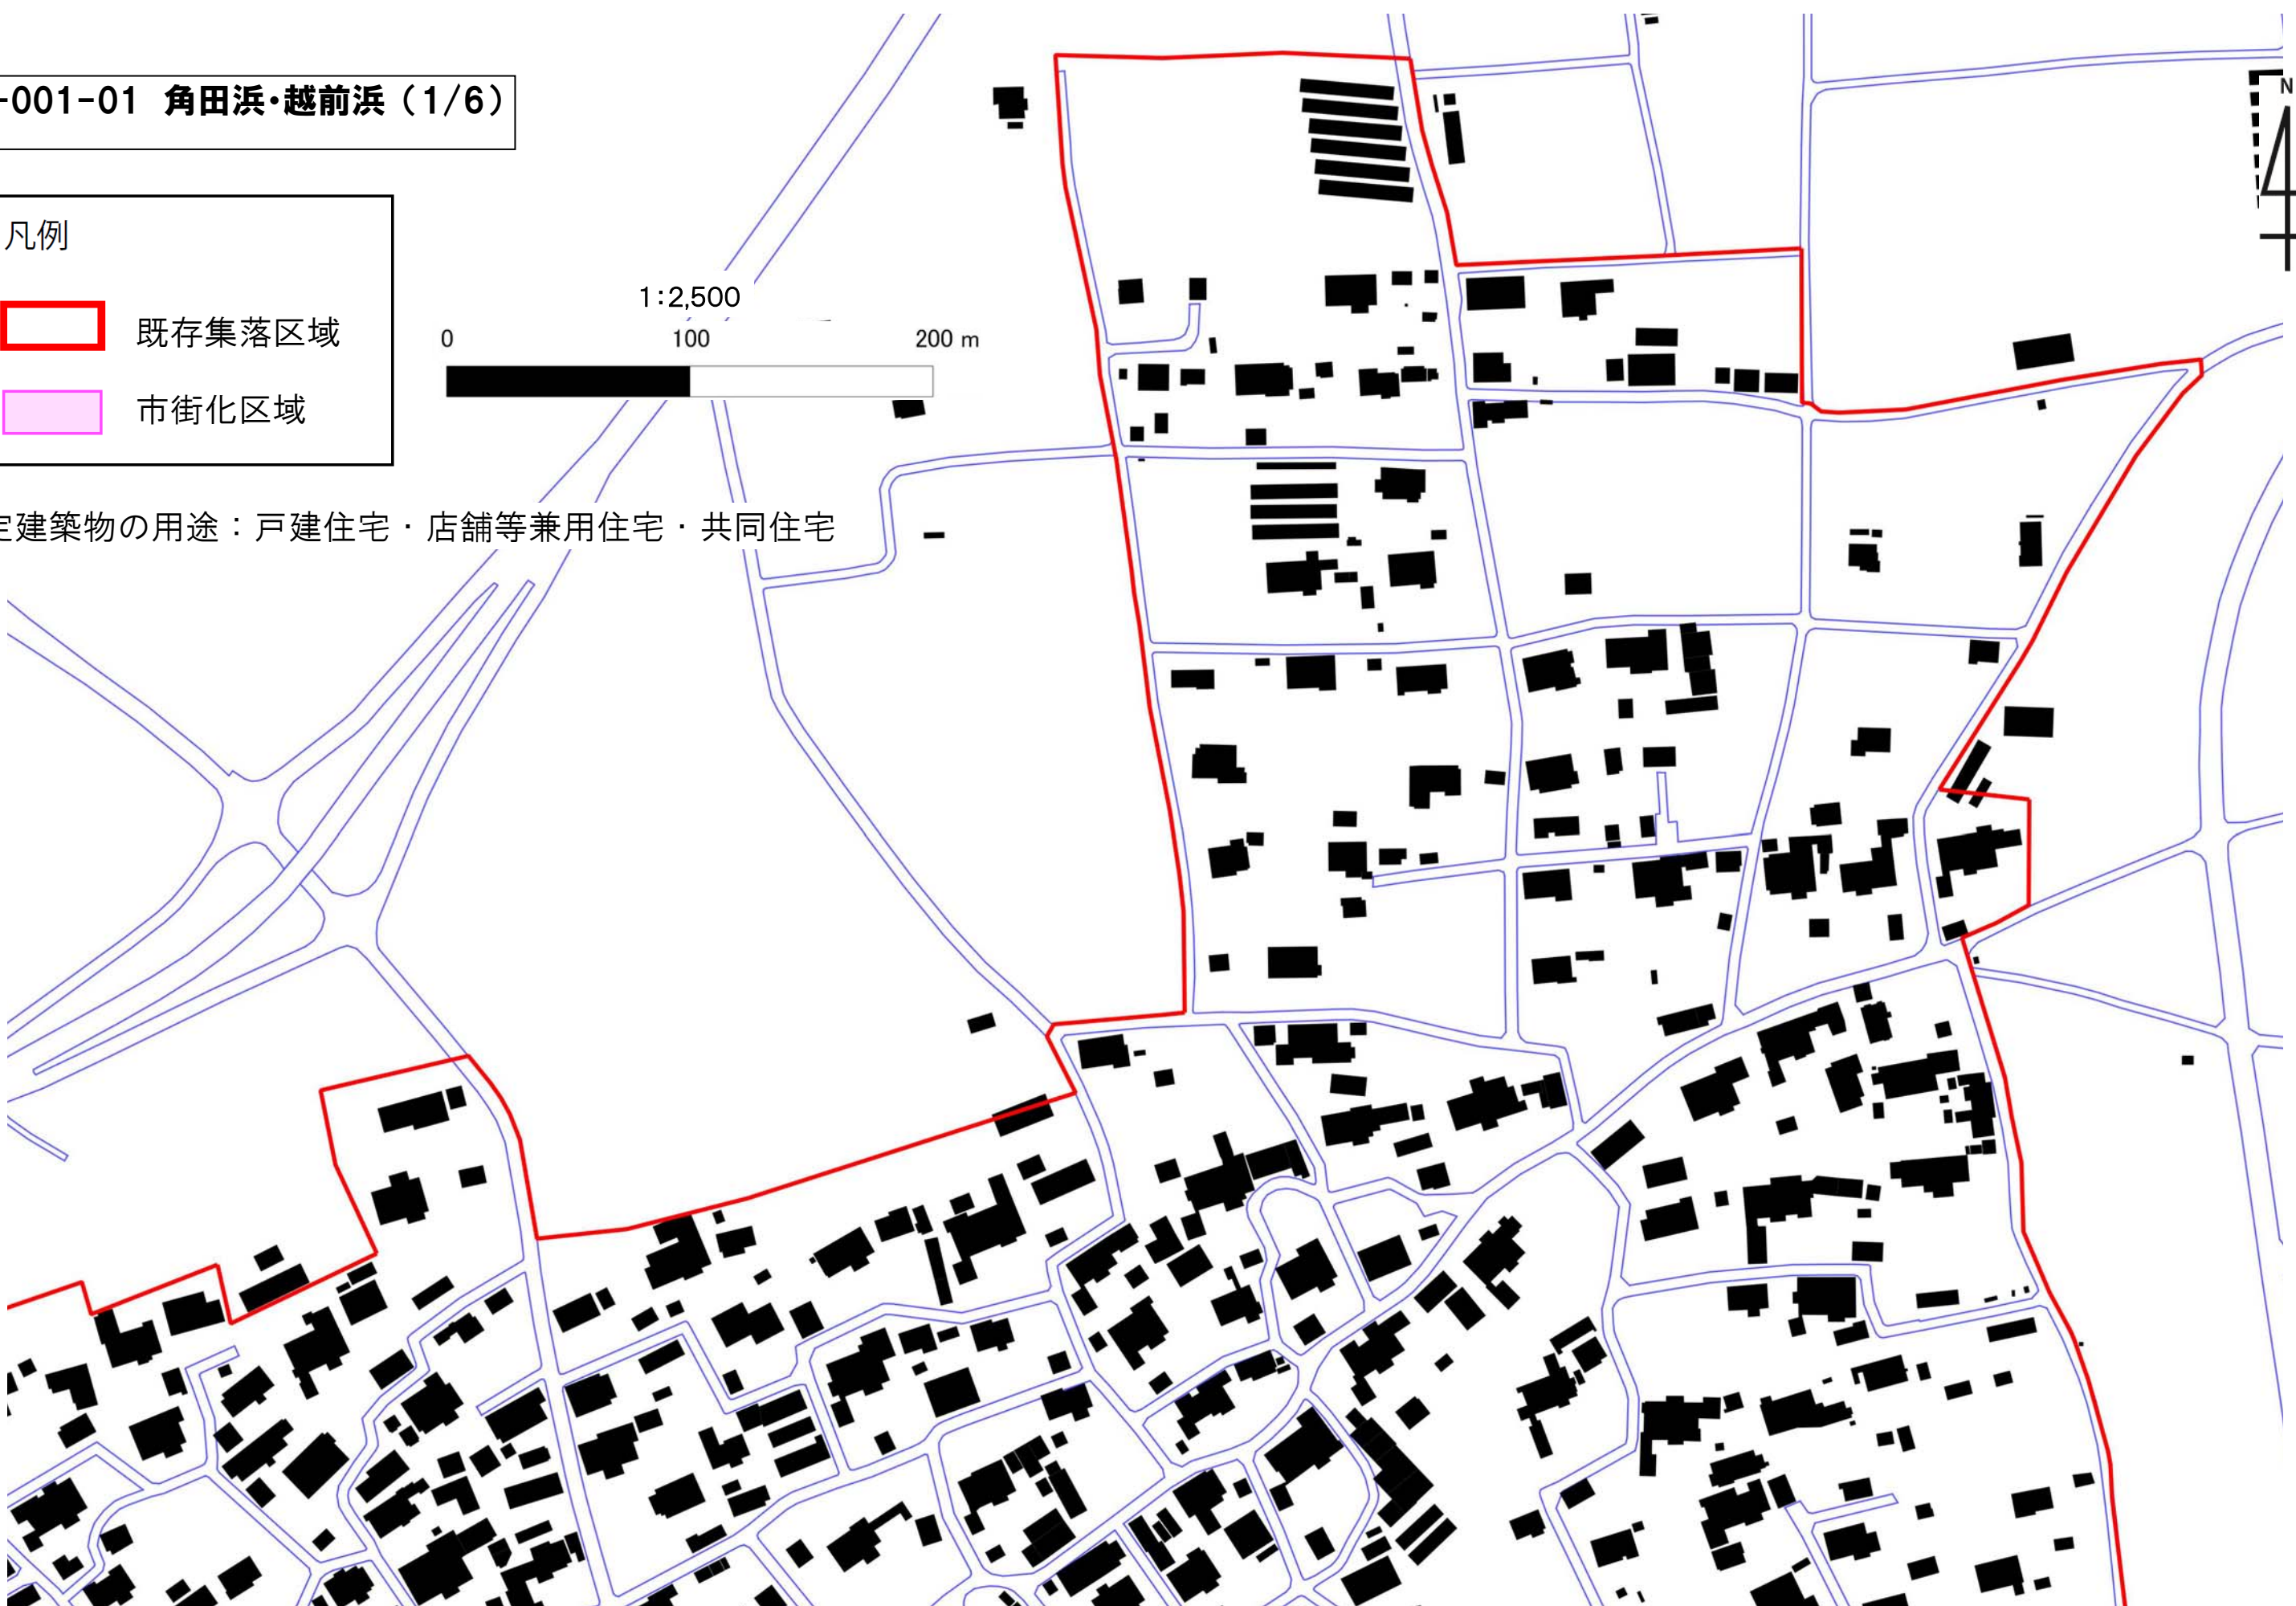 -001-01 角田浜・越前浜（1/6）
N
凡例
1:2,500
既存集落区域
0 100 200 m
市街化区域
定建築物の用途：戸建住宅・店舗等兼用住宅・共同住宅